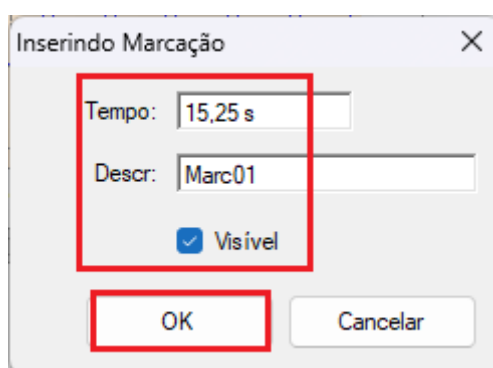 Inserindo Marcação
Tempo: 15,25 s
Descr: Marc01
Visível
OK Cancelar